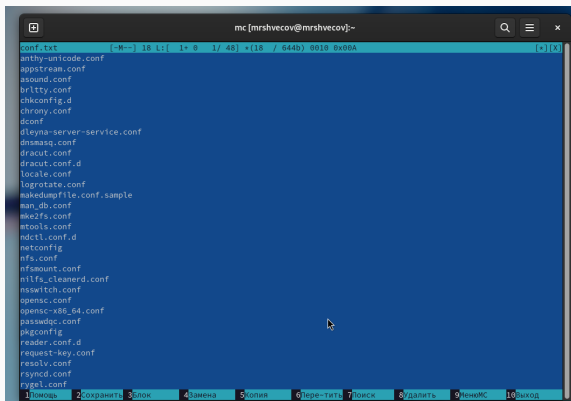 mc [mrshvecov@mrshvecov]:~
conf.txt [-M--] 18 L:[ 1+ 0 1/ 48] *(18 / 644b) 0010 0x00A [*][X]
anthy-unicode.conf
appstream.conf
asound.conf
brltty.conf
chkconfig.d
chrony.conf
dconf
dleyna-server-service.conf
dnsmasq.conf
dracut.conf
dracut.conf.d
locale.conf
logrotate.conf
makedumpfile.conf.sample
man_db.conf
mke2fs.conf
mtools.conf
ndctl.conf.d
netconfig
nfs.conf
nfsmount.conf
nilfs_cleanerd.conf
nsswitch.conf
opensc.conf
opensc-x86_64.conf
passwdqc.conf
pkgconfig
reader.conf.d
request-key.conf
resolv.conf
rsyncd.conf
rygel.conf
1Помощь 2Сохранить 3Блок 4Замена 5Копия 6Пере~тить 7Поиск 8Удалить 9МенюMC 10Выход